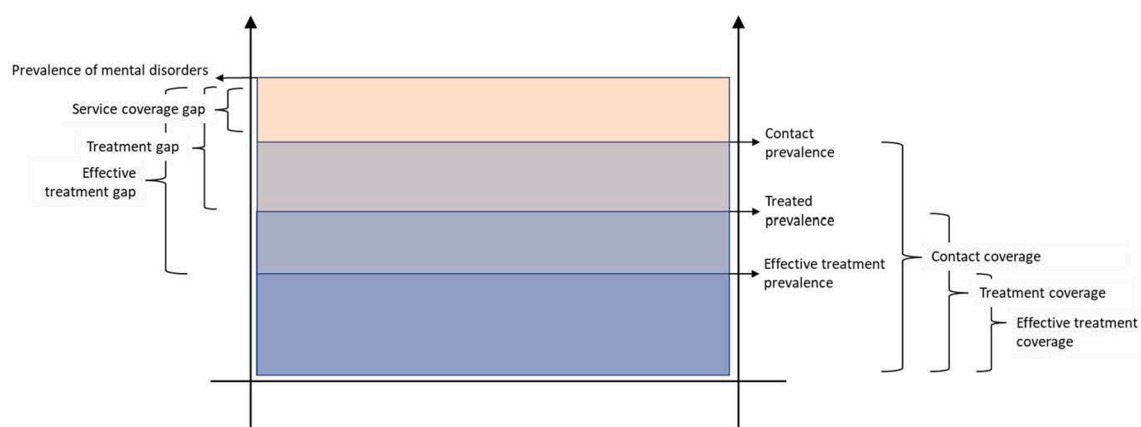 Prevalence of mental disorders
Service coverage gap
Treatment gap
Effective
treatment gap
Contact
prevalence
Treated
prevalence
Effective treatment
prevalence
Contact coverage
Treatment coverage
Effective treatment
coverage